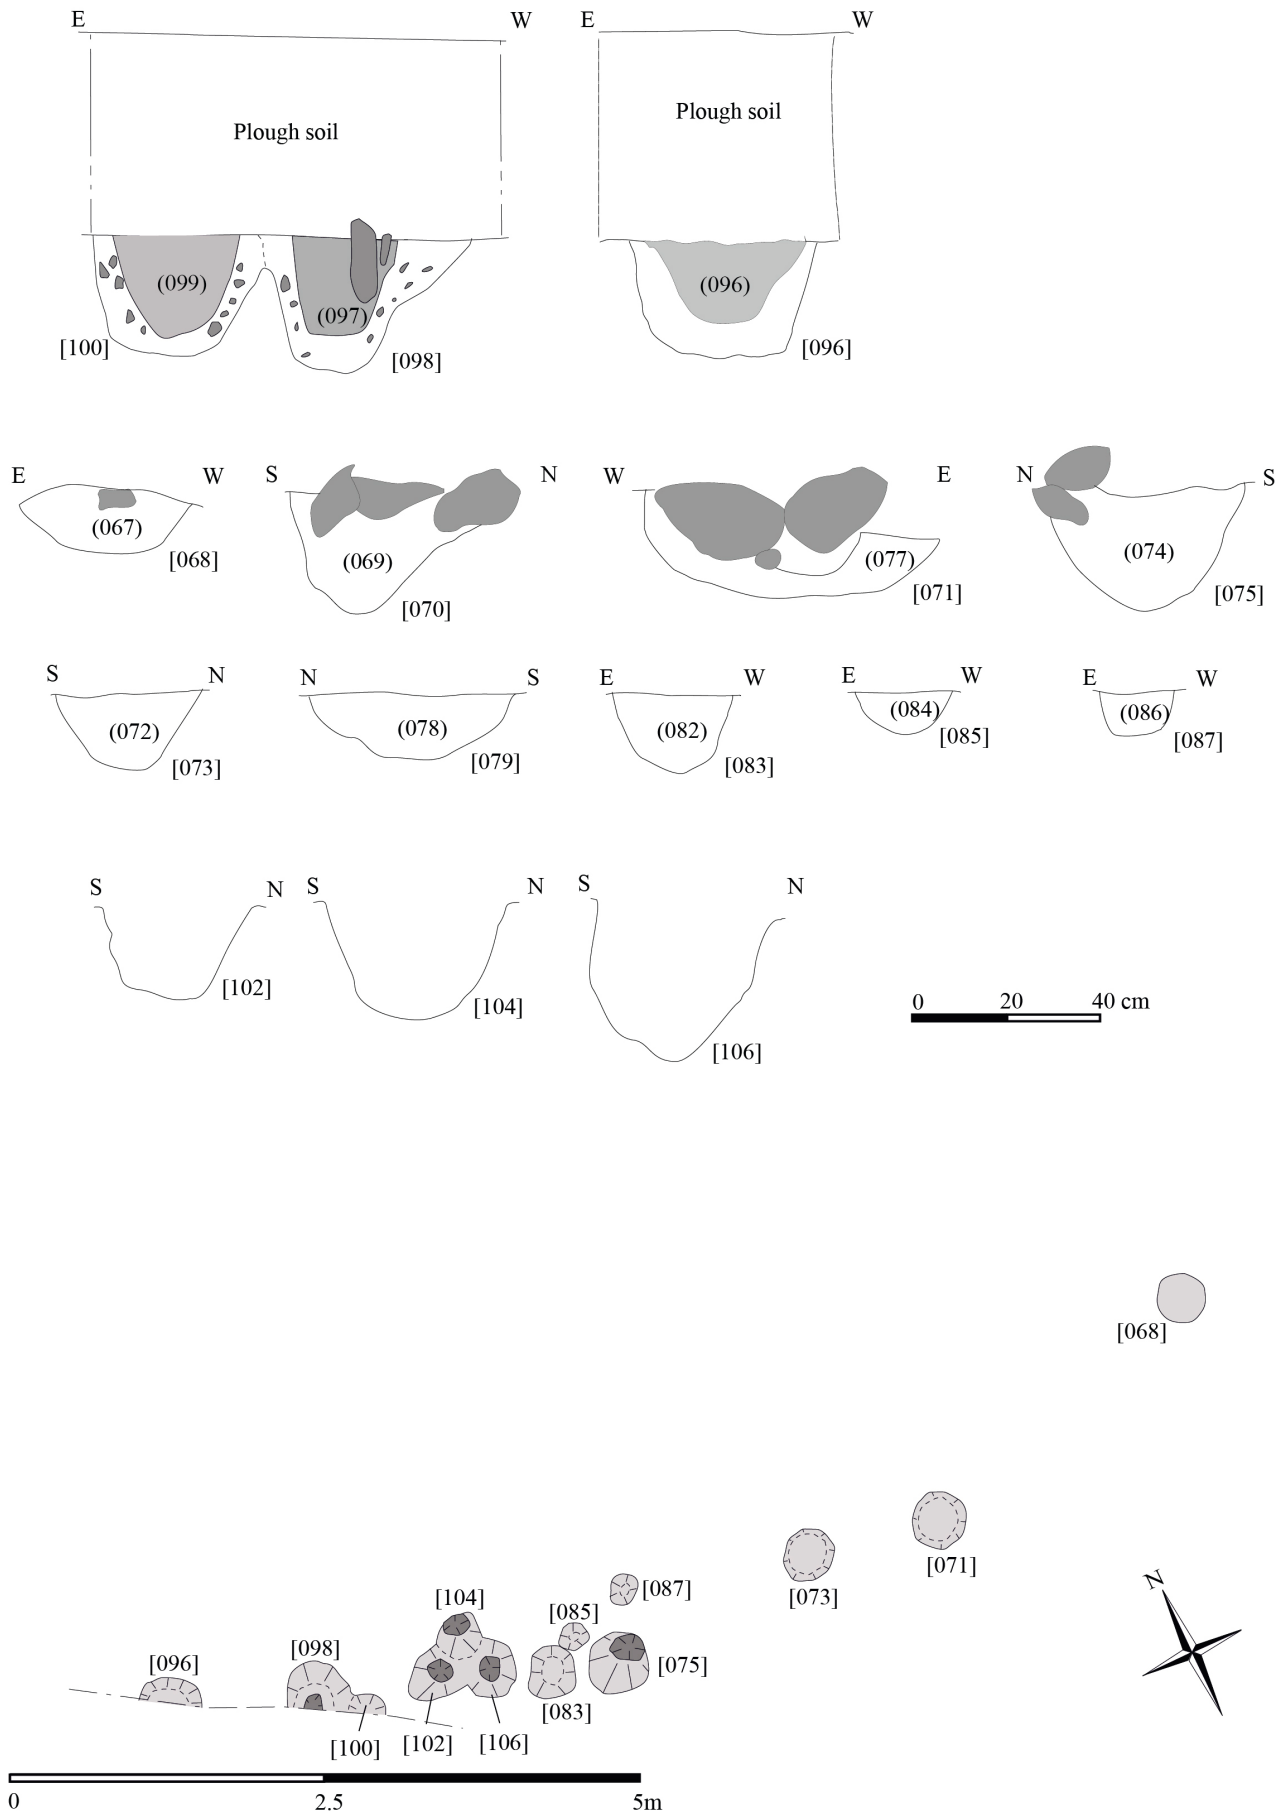 E W E W
Plough soil Plough soil
(099) (097) (096)
[100] [098] [096]
E W S N W E N S
(067) (069) (077) (074)
[068] [070] [071] [075]
S N N S E W E W E W
(072) (078) (082) (084) (086)
[073] [079] [083] [085] [087]
S N S N S N
[102] [104] [106]
0 20 40 cm
[068]
[071]
[073]
N
[087]
[104] [085]
[096] [098] [075]
[083]
[100] [102] [106]
0 2.5 5m